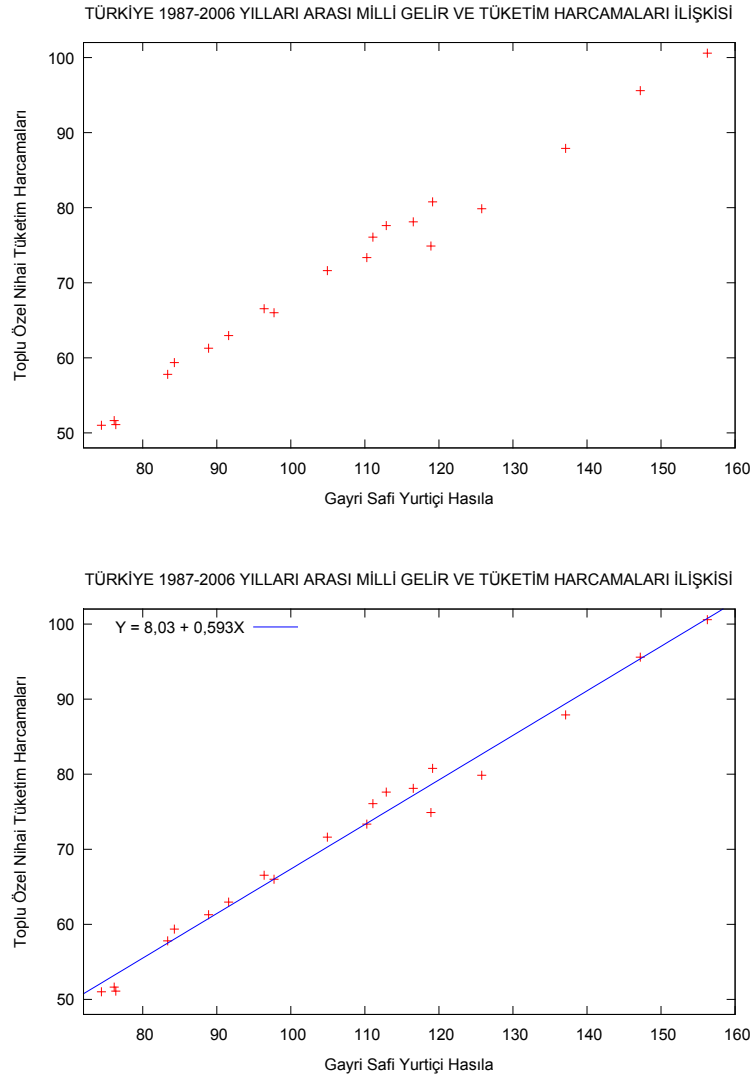 TÜRKİYE 1987-2006 YILLARI ARASI MİLLİ GELİR VE TÜKETİM HARCAMALARI İLİŞKİSİ
100
90
80
70
60
50
Toplu Özel Nihai Tüketim Harcamaları
80 90 100 110 120 130 140 150 160
Gayri Safi Yurtiçi Hasıla
TÜRKİYE 1987-2006 YILLARI ARASI MİLLİ GELİR VE TÜKETİM HARCAMALARI İLİŞKİSİ
Y = 8,03 + 0,593X
100
90
80
70
60
50
Toplu Özel Nihai Tüketim Harcamaları
80 90 100 110 120 130 140 150 160
Gayri Safi Yurtiçi Hasıla